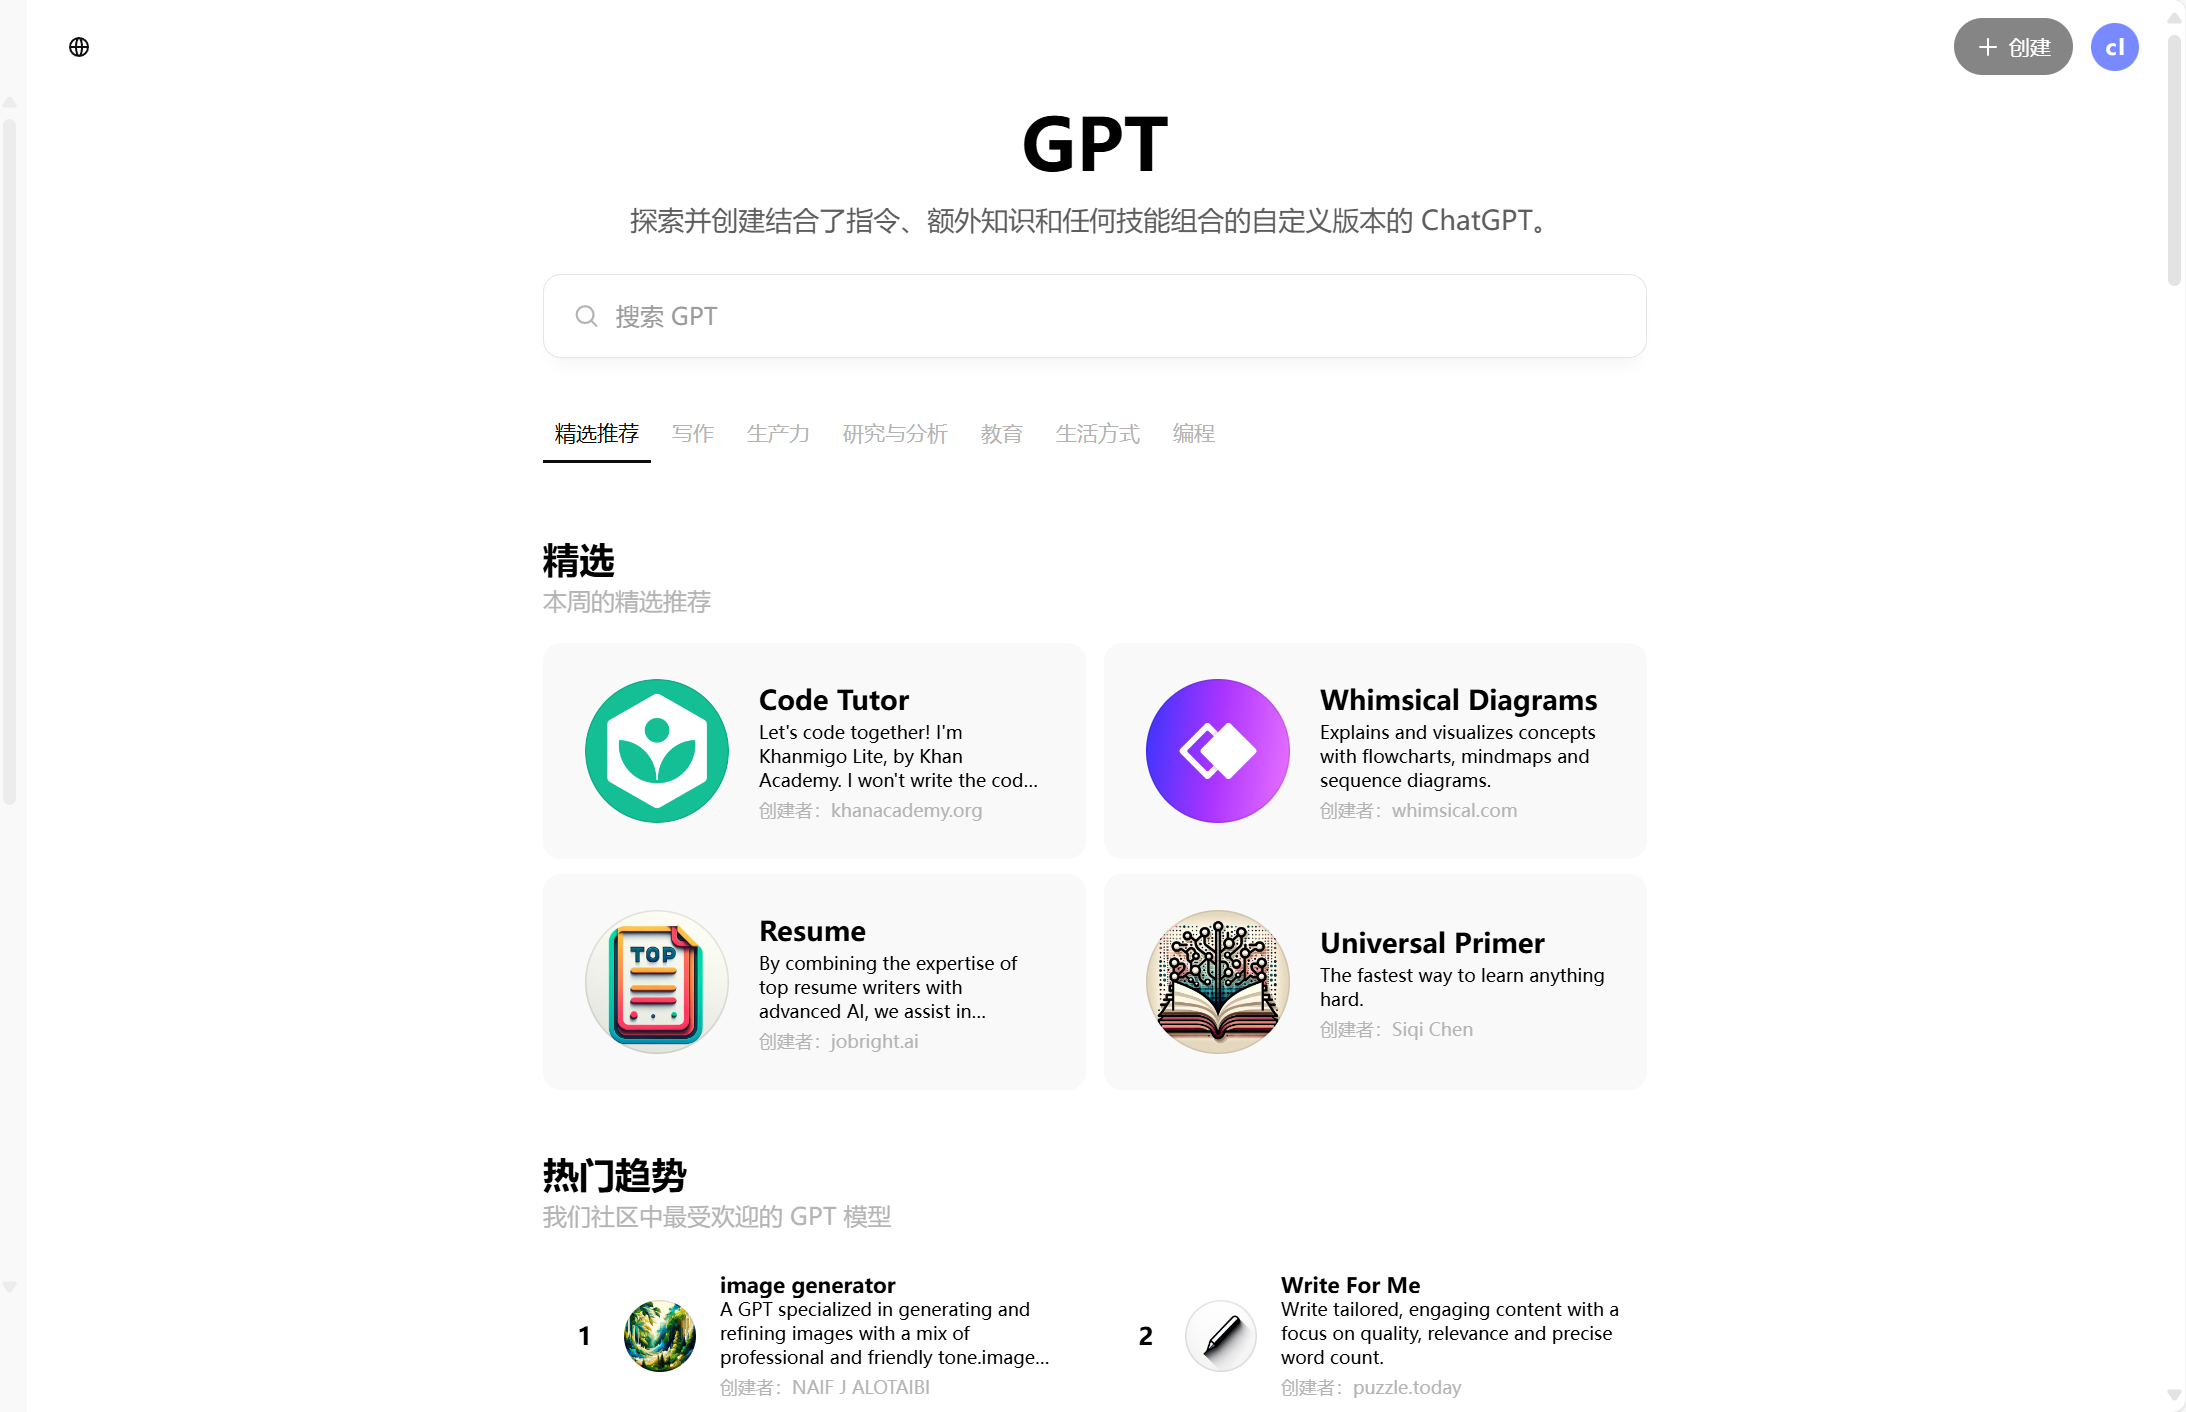 创建
cl
GPT
探索并创建结合了指令、额外知识和任何技能组合的自定义版本的 ChatGPT。
搜索 GPT
精选推荐 写作 生产力 研究与分析 教育 生活方式 编程
精选
本周的精选推荐
Code Tutor
Let's code together! I'm
Khanmigo Lite, by Khan
Academy. I won't write the cod...
创建者：khanacademy.org
Whimsical Diagrams
Explains and visualizes concepts
with flowcharts, mindmaps and
sequence diagrams.
创建者：whimsical.com
TOP
Resume
By combining the expertise of
top resume writers with
advanced AI, we assist in...
创建者：jobright.ai
Universal Primer
The fastest way to learn anything
hard.
创建者：Siqi Chen
热门趋势
我们社区中最受欢迎的 GPT 模型
1
image generator
A GPT specialized in generating and
refining images with a mix of
professional and friendly tone.image...
创建者：NAIF J ALOTAIBI
2
Write For Me
Write tailored, engaging content with a
focus on quality, relevance and precise
word count.
创建者：puzzle.today